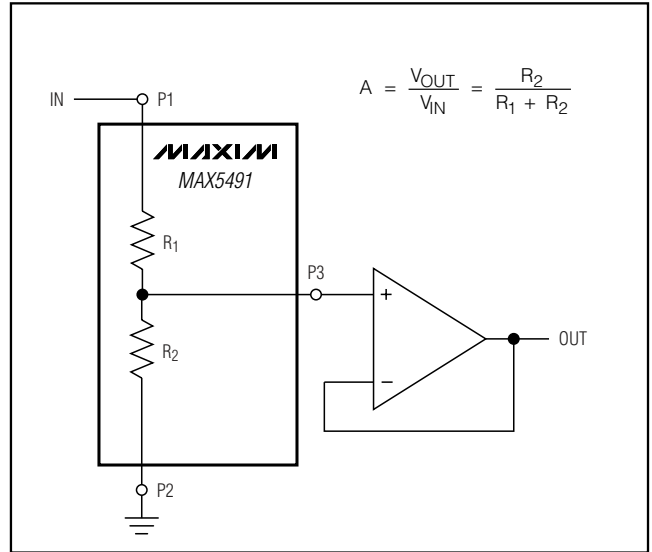 A = V_OUT / V_IN = R_2 / (R_1 + R_2)
IN
P1
MAXIM
MAX5491
R1
P3
+
R2
OUT
−
P2